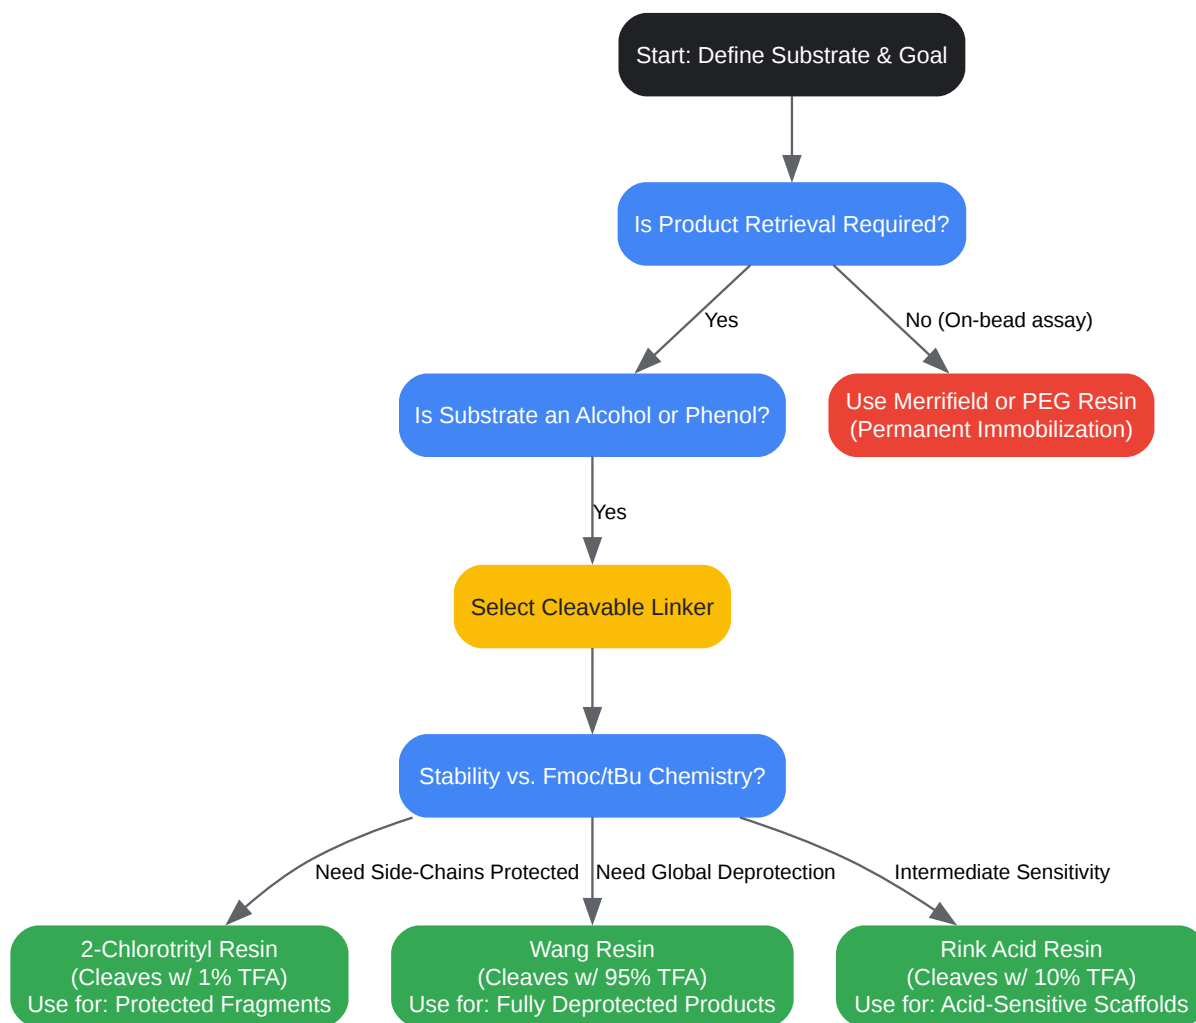 Start: Define Substrate & Goal
Is Product Retrieval Required?
Yes
No (On-bead assay)
Is Substrate an Alcohol or Phenol?
Use Merrifield or PEG Resin
(Permanent Immobilization)
Yes
Select Cleavable Linker
Stability vs. Fmoc/tBu Chemistry?
Need Side-Chains Protected
Need Global Deprotection
Intermediate Sensitivity
2-Chlorotrityl Resin
(Cleaves w/ 1% TFA)
Use for: Protected Fragments
Wang Resin
(Cleaves w/ 95% TFA)
Use for: Fully Deprotected Products
Rink Acid Resin
(Cleaves w/ 10% TFA)
Use for: Acid-Sensitive Scaffolds